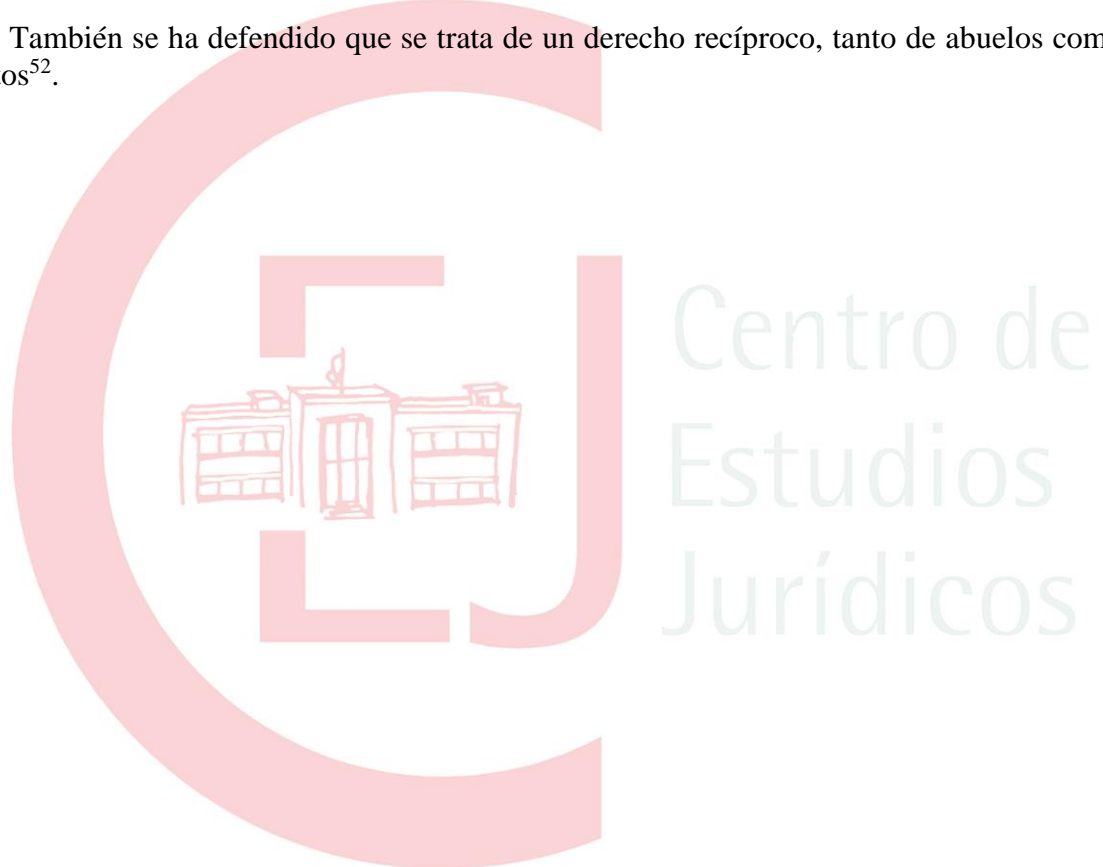 También se ha defendido que se trata de un derecho recíproco, tanto de abuelos com
tos52.
Centro de
Estudios
Jurídicos